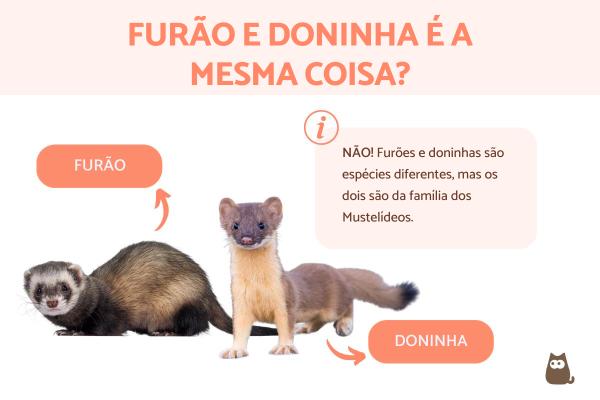 FURÃO E DONINHA É A
MESMA COISA?
i
NÃO! Furões e doninhas são
espécies diferentes, mas os
dois são da família dos
Mustelídeos.
FURÃO
DONINHA